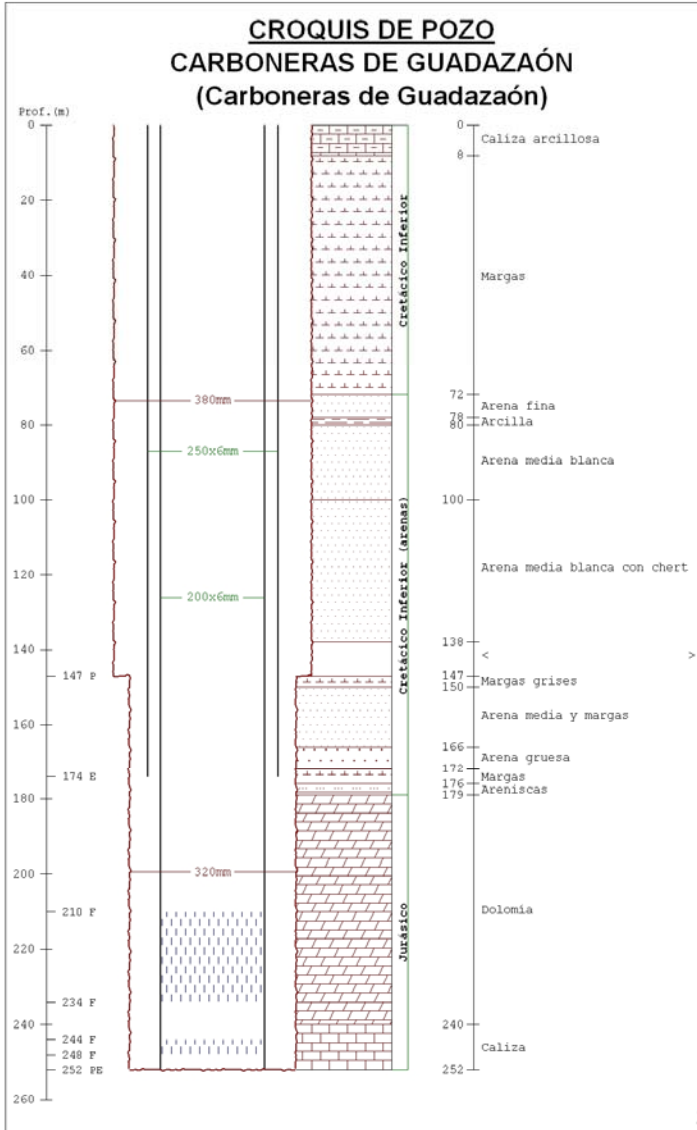 CROQUIS DE POZO
CARBONERAS DE GUADAZAÓN
(Carboneras de Guadazaón)
Prof.(m)
0
20
40
60
80
100
120
140
147 P
160
174 E
180
200
210 F
220
234 F
240
244 F
248 F
252 PE
260
380mm
250x6mm
200x6mm
320mm
Cretácico Inferior
Cretácico Inferior (arenas)
Jurásico
0
Caliza arcillosa
8
Margas
72
Arena fina
78
Arcilla
80
Arena media blanca
100
Arena media blanca con chert
138
< >
147
Margas grises
150
Arena media y margas
166
Arena gruesa
172
Margas
176
Areniscas
179
Dolomía
240
Caliza
252